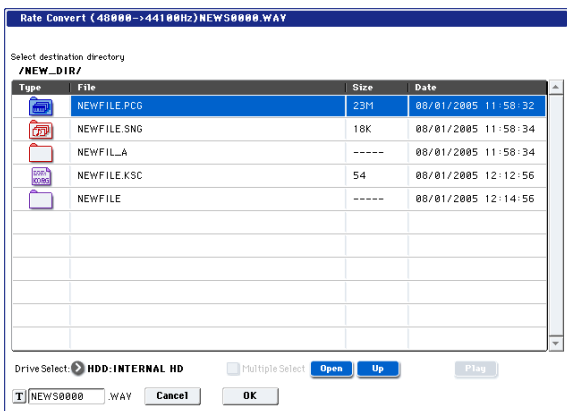 Rate Convert (48000->44100Hz)NEWS0000.WAV
Select destination directory
/NEW_DIR/
Type File Size Date
NEWFILE.PCG 23M 08/01/2005 11:58:32
NEWFILE.SNG 18K 08/01/2005 11:58:34
NEWFIL_A ----- 08/01/2005 11:58:34
NEWFILE.KSC 54 08/01/2005 12:12:56
NEWFILE ----- 08/01/2005 12:14:56
Drive Select: HDD:INTERNAL HD Multiple Select Open Up Play
T NEWS0000 .WAV Cancel OK